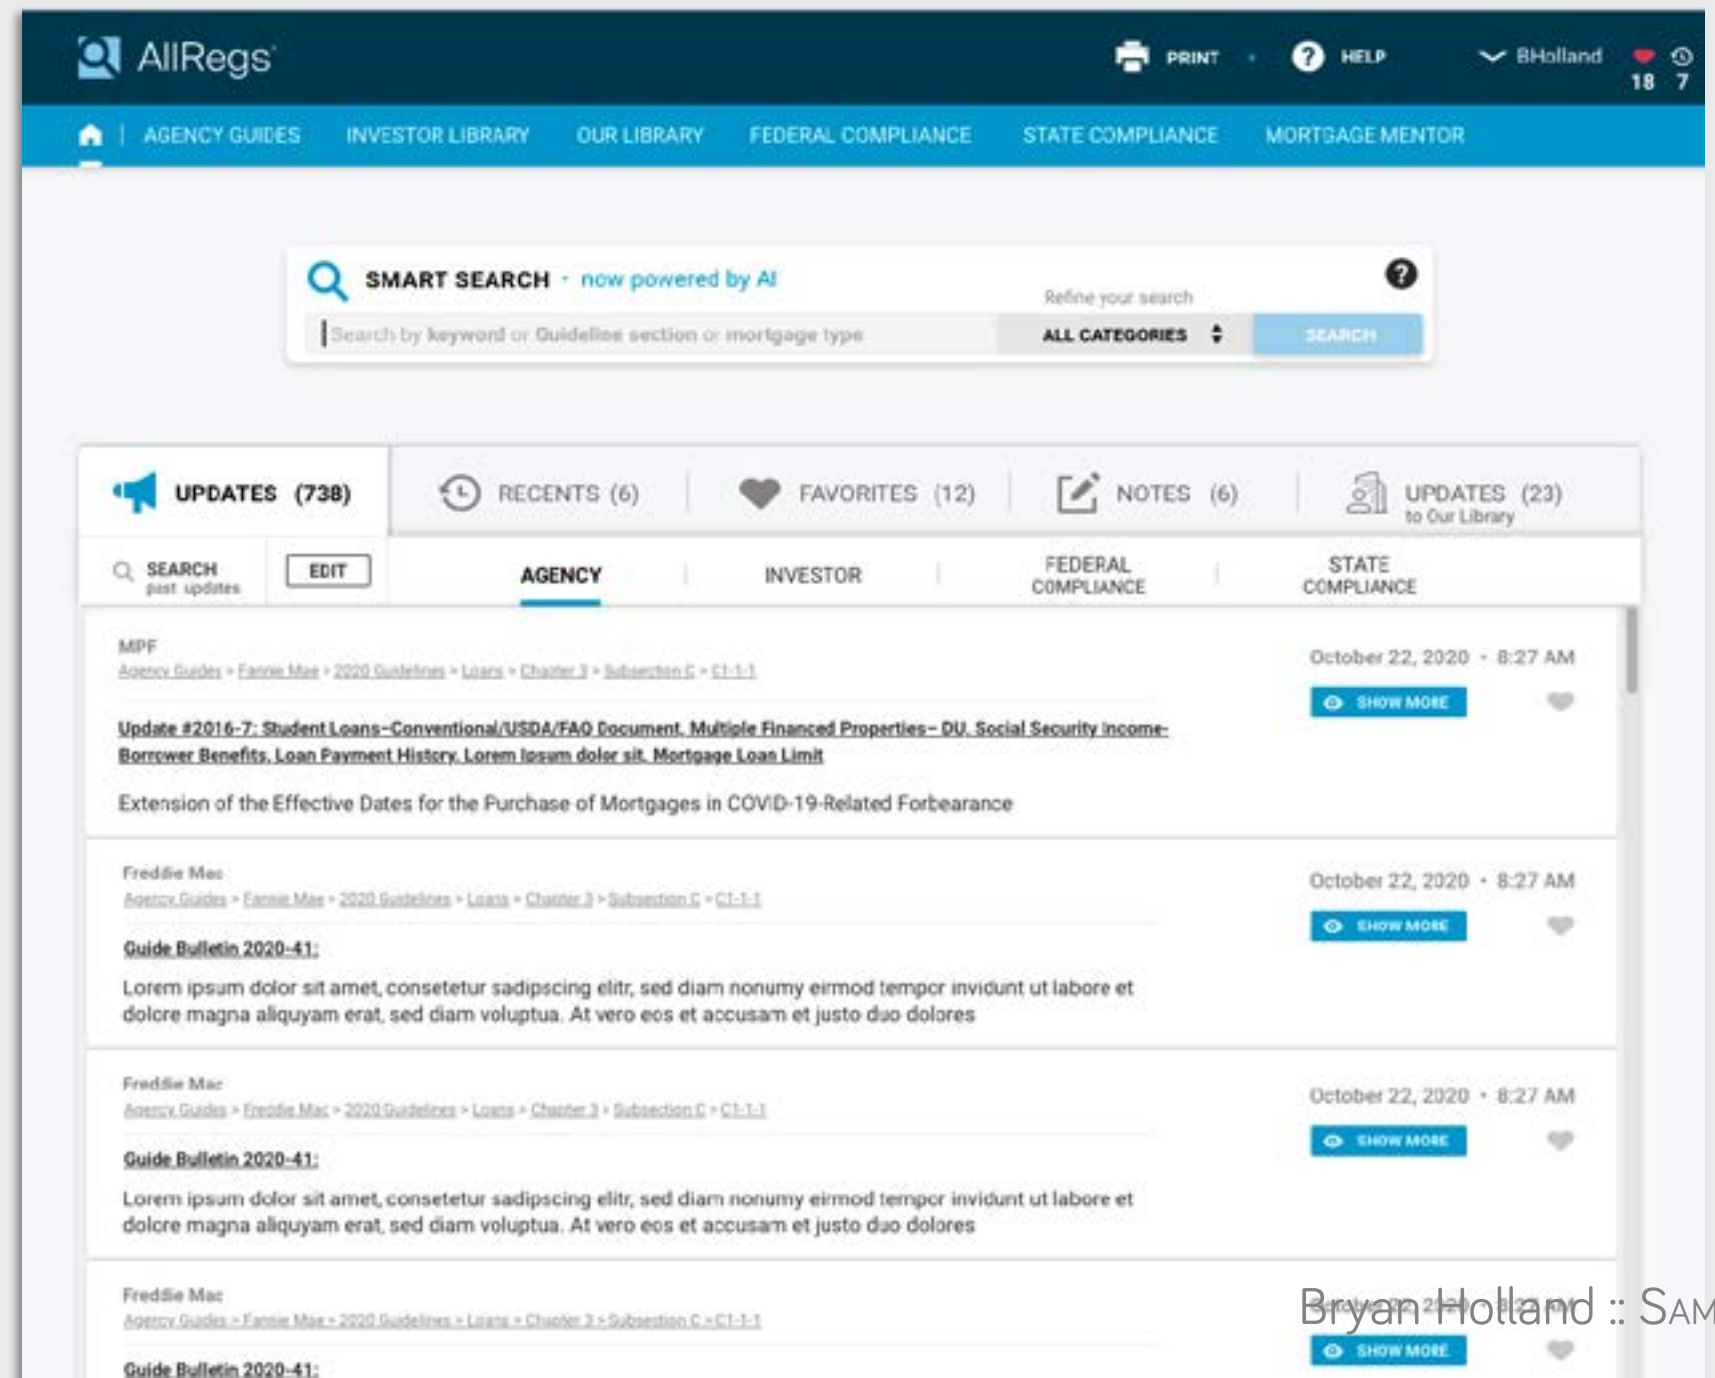 AllRegs
PRINT
HELP
BHolland
18 7
AGENCY GUIDES INVESTOR LIBRARY OUR LIBRARY FEDERAL COMPLIANCE STATE COMPLIANCE MORTGAGE MENTOR
SMART SEARCH - now powered by AI
Refine your search
Search by keyword or Guideline section or mortgage type
ALL CATEGORIES
SEARCH
UPDATES (738)
RECENTS (6)
FAVORITES (12)
NOTES (6)
UPDATES (23)
to Our Library
SEARCH
past updates
EDIT
AGENCY
INVESTOR
FEDERAL
COMPLIANCE
STATE
COMPLIANCE
MPF
October 22, 2020 • 8:27 AM
Agency Guides > Fannie Mae > 2020 Guidelines > Loans > Chapter 3 > Subsection C > C1-1-1
SHOW MORE
Update #2016-7: Student Loans–Conventional/USDA/FAQ Document, Multiple Financed Properties– DU, Social Security Income-
Borrower Benefits, Loan Payment History, Lorem Ipsum dolor sit, Mortgage Loan Limit
Extension of the Effective Dates for the Purchase of Mortgages in COVID-19-Related Forbearance
Freddie Mac
October 22, 2020 • 8:27 AM
Agency Guides > Fannie Mae > 2020 Guidelines > Loans > Chapter 3 > Subsection C > C1-1-1
SHOW MORE
Guide Bulletin 2020-41:
Lorem ipsum dolor sit amet, consetetur sadipscing elitr, sed diam nonumy eirmod tempor invidunt ut labore et
dolore magna aliquyam erat, sed diam voluptua. At vero eos et accusam et justo duo dolores
Freddie Mac
October 22, 2020 • 8:27 AM
Agency Guides > Freddie Mac > 2020 Guidelines > Loans > Chapter 3 > Subsection C > C1-1-1
SHOW MORE
Guide Bulletin 2020-41:
Lorem ipsum dolor sit amet, consetetur sadipscing elitr, sed diam nonumy eirmod tempor invidunt ut labore et
dolore magna aliquyam erat, sed diam voluptua. At vero eos et accusam et justo duo dolores
Freddie Mac
October 22, 2020 • 8:27 AM
Bryan Holland :: SAM
Agency Guides > Fannie Mae > 2020 Guidelines > Loans > Chapter 3 > Subsection C > C1-1-1
SHOW MORE
Guide Bulletin 2020-41: